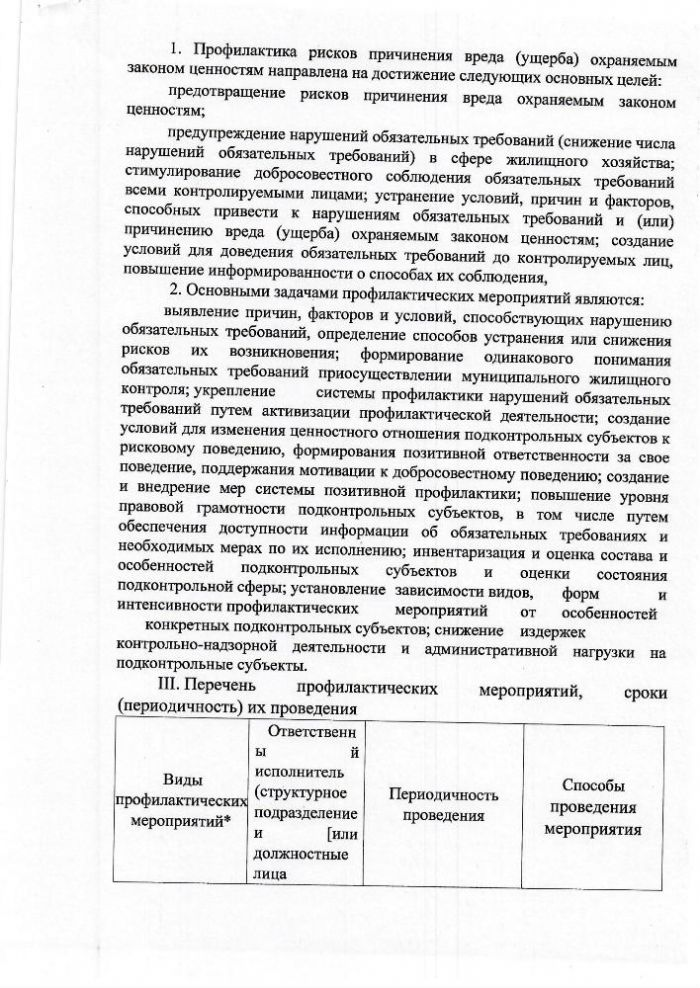 1. Профилактика рисков причинения вреда (ущерба) охраняемым
законом ценностям направлена на достижение следующих основных целей:
предотвращение рисков причинения вреда охраняемым законом
ценностям;
предупреждение нарушений обязательных требований (снижение числа
нарушений обязательных требований) в сфере жилищного хозяйства;
стимулирование добросовестного соблюдения обязательных требований
всеми контролируемыми лицами; устранение условий, причин и факторов,
способных привести к нарушениям обязательных требований и (или)
причинению вреда (ущерба) охраняемым законом ценностям; создание
условий для доведения обязательных требований до контролируемых лиц,
повышение информированности о способах их соблюдения,
2. Основными задачами профилактических мероприятий являются:
выявление причин, факторов и условий, способствующих нарушению
обязательных требований, определение способов устранения или снижения
рисков их возникновения; формирование одинакового понимания
обязательных требований приосуществлении муниципального жилищного
контроля; укрепление системы профилактики нарушений обязательных
требований путем активизации профилактической деятельности; создание
условий для изменения ценностного отношения подконтрольных субъектов к
рисковому поведению, формирования позитивной ответственности за свое
поведение, поддержания мотивации к добросовестному поведению; создание
и внедрение мер системы позитивной профилактики; повышение уровня
правовой грамотности подконтрольных субъектов, в том числе путем
обеспечения доступности информации об обязательных требованиях и
необходимых мерах по их исполнению; инвентаризация и оценка состава и
особенностей подконтрольных субъектов и оценки состояния
подконтрольной сферы; установление зависимости видов, форм и
интенсивности профилактических мероприятий от особенностей
конкретных подконтрольных субъектов; снижение издержек
контрольно-надзорной деятельности и административной нагрузки на
подконтрольные субъекты.
III. Перечень профилактических мероприятий, сроки
(периодичность) их проведения
Виды
профилактических
мероприятий*
Ответственн
ы й
исполнитель
(структурное
подразделение
и [или
должностные
лица
Периодичность
проведения
Способы
проведения
мероприятия